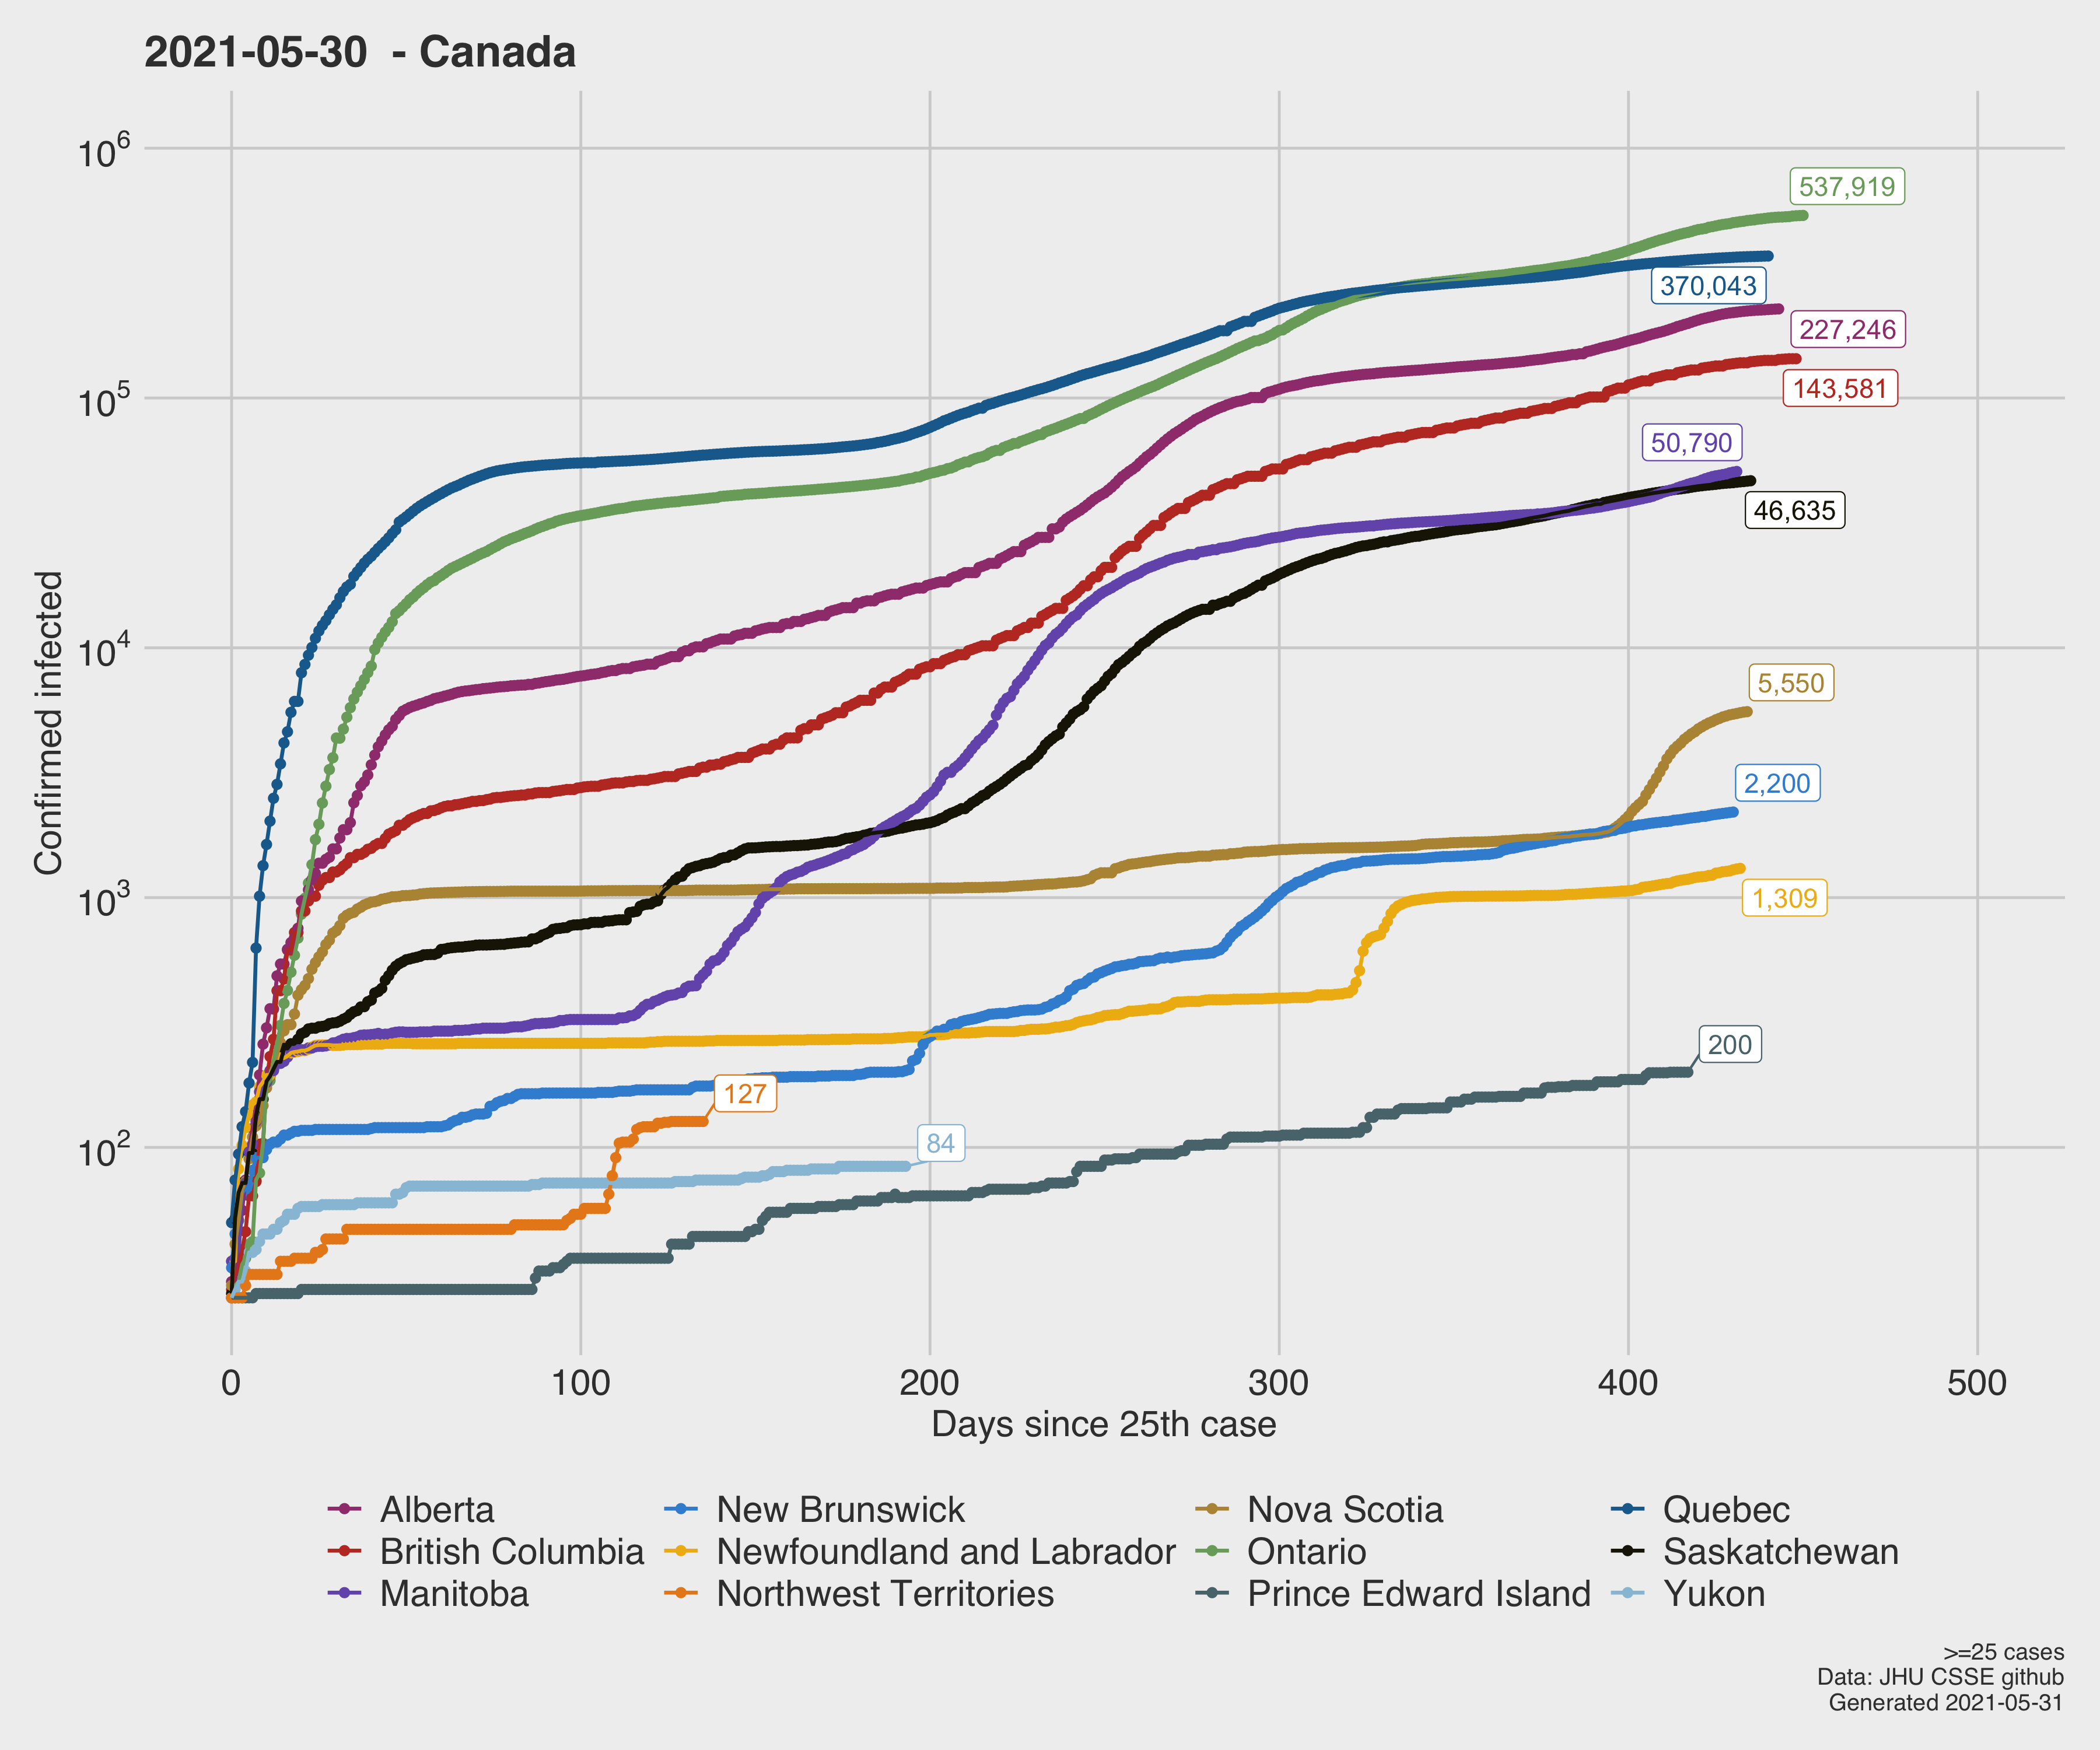 2021-05-30 - Canada
10^6
10^5
10^4
10^3
10^2
Confirmed infected
537,919
370,043
227,246
143,581
50,790
46,635
5,550
2,200
1,309
200
127
84
0 100 200 300 400 500
Days since 25th case
Alberta New Brunswick Nova Scotia Quebec
British Columbia Newfoundland and Labrador Ontario Saskatchewan
Manitoba Northwest Territories Prince Edward Island Yukon
>=25 cases
Data: JHU CSSE github
Generated 2021-05-31